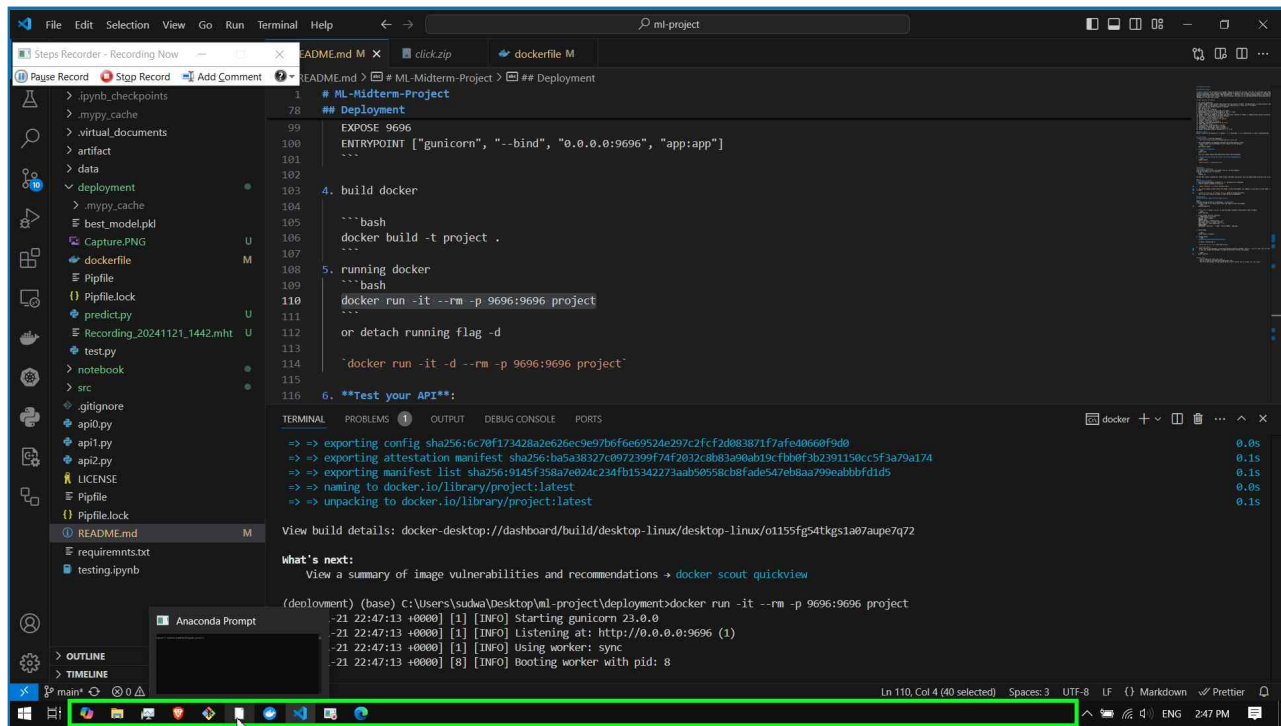 File Edit Selection View Go Run Terminal Help
ml-project
Steps Recorder - Recording Now
Pause Record Stop Record Add Comment
README.md M
click.zip
dockerfile M
README.md > # ML-Midterm-Project > ## Deployment
.ipynb_checkpoints
.mypy_cache
.virtual_documents
artifact
data
deployment
.mypy_cache
best_model.pkl
Capture.PNG U
dockerfile M
Pipfile
Pipfile.lock
predict.py U
Recording_20241121_1442.mht U
test.py
notebook
src
.gitignore
api0.py
api1.py
api2.py
LICENSE
Pipfile
Pipfile.lock
README.md M
requiremnts.txt
testing.ipynb
OUTLINE
TIMELINE
10
1 # ML-Midterm-Project
78 ## Deployment
99 EXPOSE 9696
100 ENTRYPOINT ["gunicorn", "--bind", "0.0.0.0:9696", "app:app"]
101 ```
102
103 4. build docker
104
105 ```bash
106 docker build -t project .
107 ```
108 5. running docker
109 ```bash
110 docker run -it --rm -p 9696:9696 project
111 ```
112 or detach running flag -d
113
114 `docker run -it -d --rm -p 9696:9696 project`
115
116 6. **Test your API**:
TERMINAL PROBLEMS 1 OUTPUT DEBUG CONSOLE PORTS
docker
=> => exporting config sha256:6c70f173428a2e626ec9e97b6f6e69524e297c2fcf2d083871f7afe40660f9d0 0.0s
=> => exporting attestation manifest sha256:ba5a38327c0972399f74f2032c8b83a90ab19cfbb0f3b2391150cc5f3a79a174 0.1s
=> => exporting manifest list sha256:9145f358a7e024c234fb15342273aab50558cb8fade547eb8aa799eabbbfd1d5 0.1s
=> => naming to docker.io/library/project:latest 0.0s
=> => unpacking to docker.io/library/project:latest 0.1s
View build details: docker-desktop://dashboard/build/desktop-linux/desktop-linux/o1155fg54tkgs1a07aupe7q72
What's next:
View a summary of image vulnerabilities and recommendations → docker scout quickview
(deployment) (base) C:\Users\sudwa\Desktop\ml-project\deployment>docker run -it --rm -p 9696:9696 project
-21 22:47:13 +0000] [1] [INFO] Starting gunicorn 23.0.0
-21 22:47:13 +0000] [1] [INFO] Listening at: http://0.0.0.0:9696 (1)
-21 22:47:13 +0000] [1] [INFO] Using worker: sync
-21 22:47:13 +0000] [8] [INFO] Booting worker with pid: 8
Anaconda Prompt
main* 0 Ln 110, Col 4 (40 selected) Spaces: 3 UTF-8 LF {} Markdown Prettier
ENG 2:47 PM